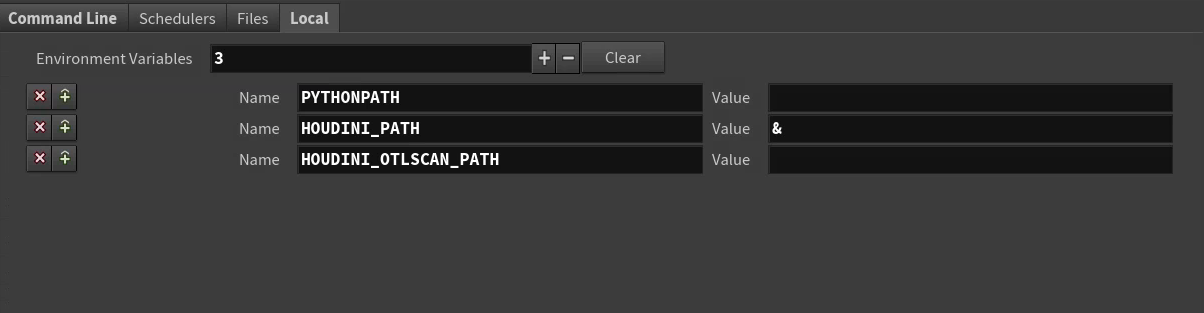 Command Line Schedulers Files Local
Environment Variables 3 + − Clear
Name PYTHONPATH Value
Name HOUDINI_PATH Value &
Name HOUDINI_OTLSCAN_PATH Value